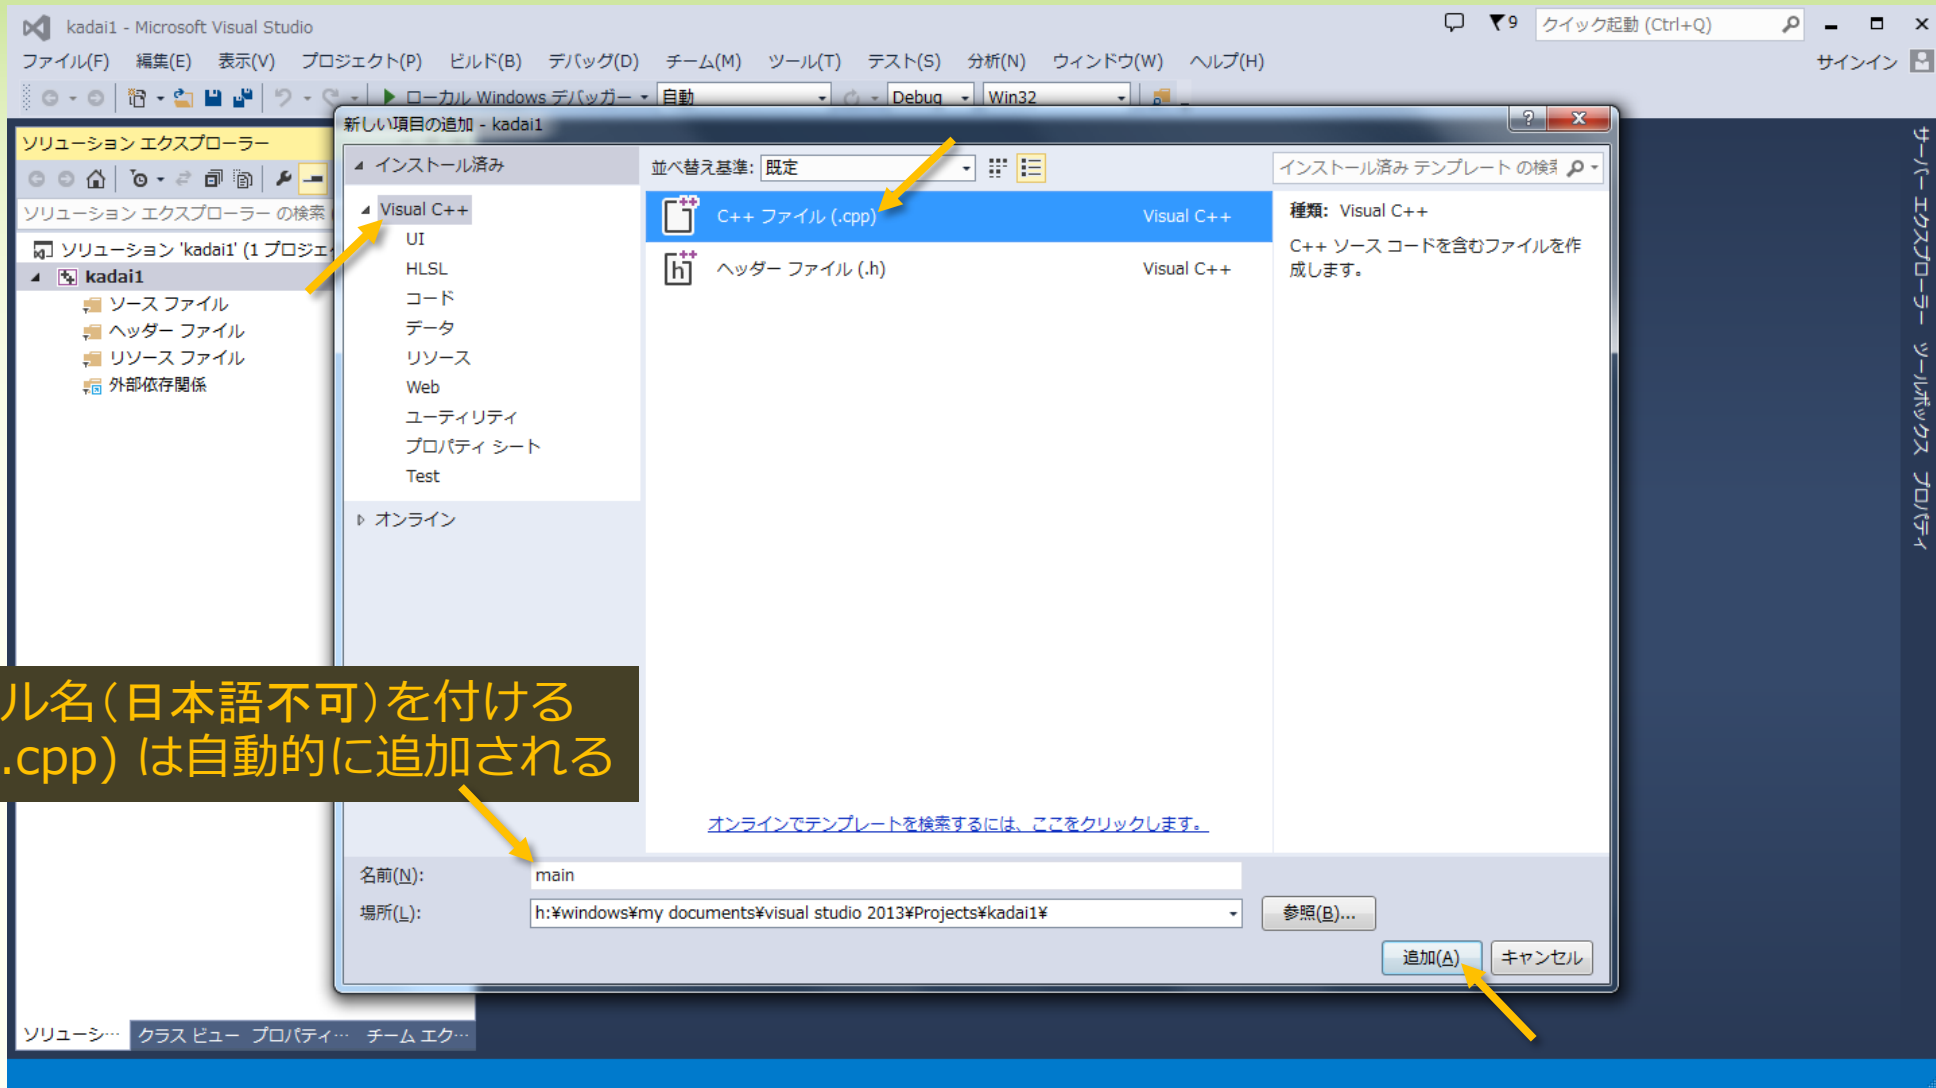 kadai1 - Microsoft Visual Studio
9
クイック起動 (Ctrl+Q)
ファイル(F) 編集(E) 表示(V) プロジェクト(P) ビルド(B) デバッグ(D) チーム(M) ツール(T) テスト(S) 分析(N) ウィンドウ(W) ヘルプ(H)
サインイン
ローカル Windows デバッガー 自動 Debug Win32
新しい項目の追加 - kadai1
ソリューション エクスプローラー
ソリューション エクスプローラー の検索
ソリューション 'kadai1' (1 プロジェ
kadai1
ソース ファイル
ヘッダー ファイル
リソース ファイル
外部依存関係
インストール済み
Visual C++
UI
HLSL
コード
データ
リソース
Web
ユーティリティ
プロパティ シート
Test
オンライン
並べ替え基準: 既定
C++ ファイル (.cpp) Visual C++
ヘッダー ファイル (.h) Visual C++
オンラインでテンプレートを検索するには、ここをクリックします。
インストール済み テンプレート の検
種類: Visual C++
C++ ソース コードを含むファイルを作
成します。
ル名(日本語不可)を付ける
.cpp) は自動的に追加される
名前(N): main
場所(L): h:¥windows¥my documents¥visual studio 2013¥Projects¥kadai1¥
参照(B)...
追加(A) キャンセル
ソリューシ… クラス ビュー プロパティ… チーム エク…
サーバー エクスプローラー
ツールボックス
プロパティ